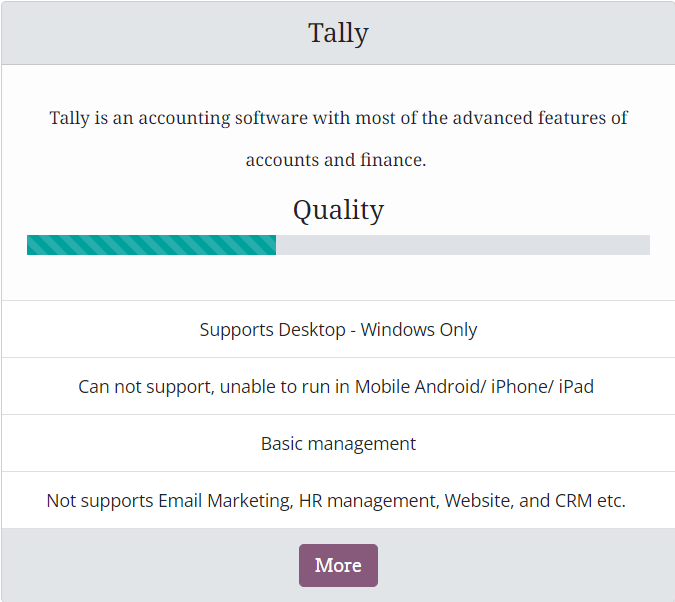 Tally
Tally is an accounting software with most of the advanced features of
accounts and finance.
Quality
Supports Desktop - Windows Only
Can not support, unable to run in Mobile Android/ iPhone/ iPad
Basic management
Not supports Email Marketing, HR management, Website, and CRM etc.
More